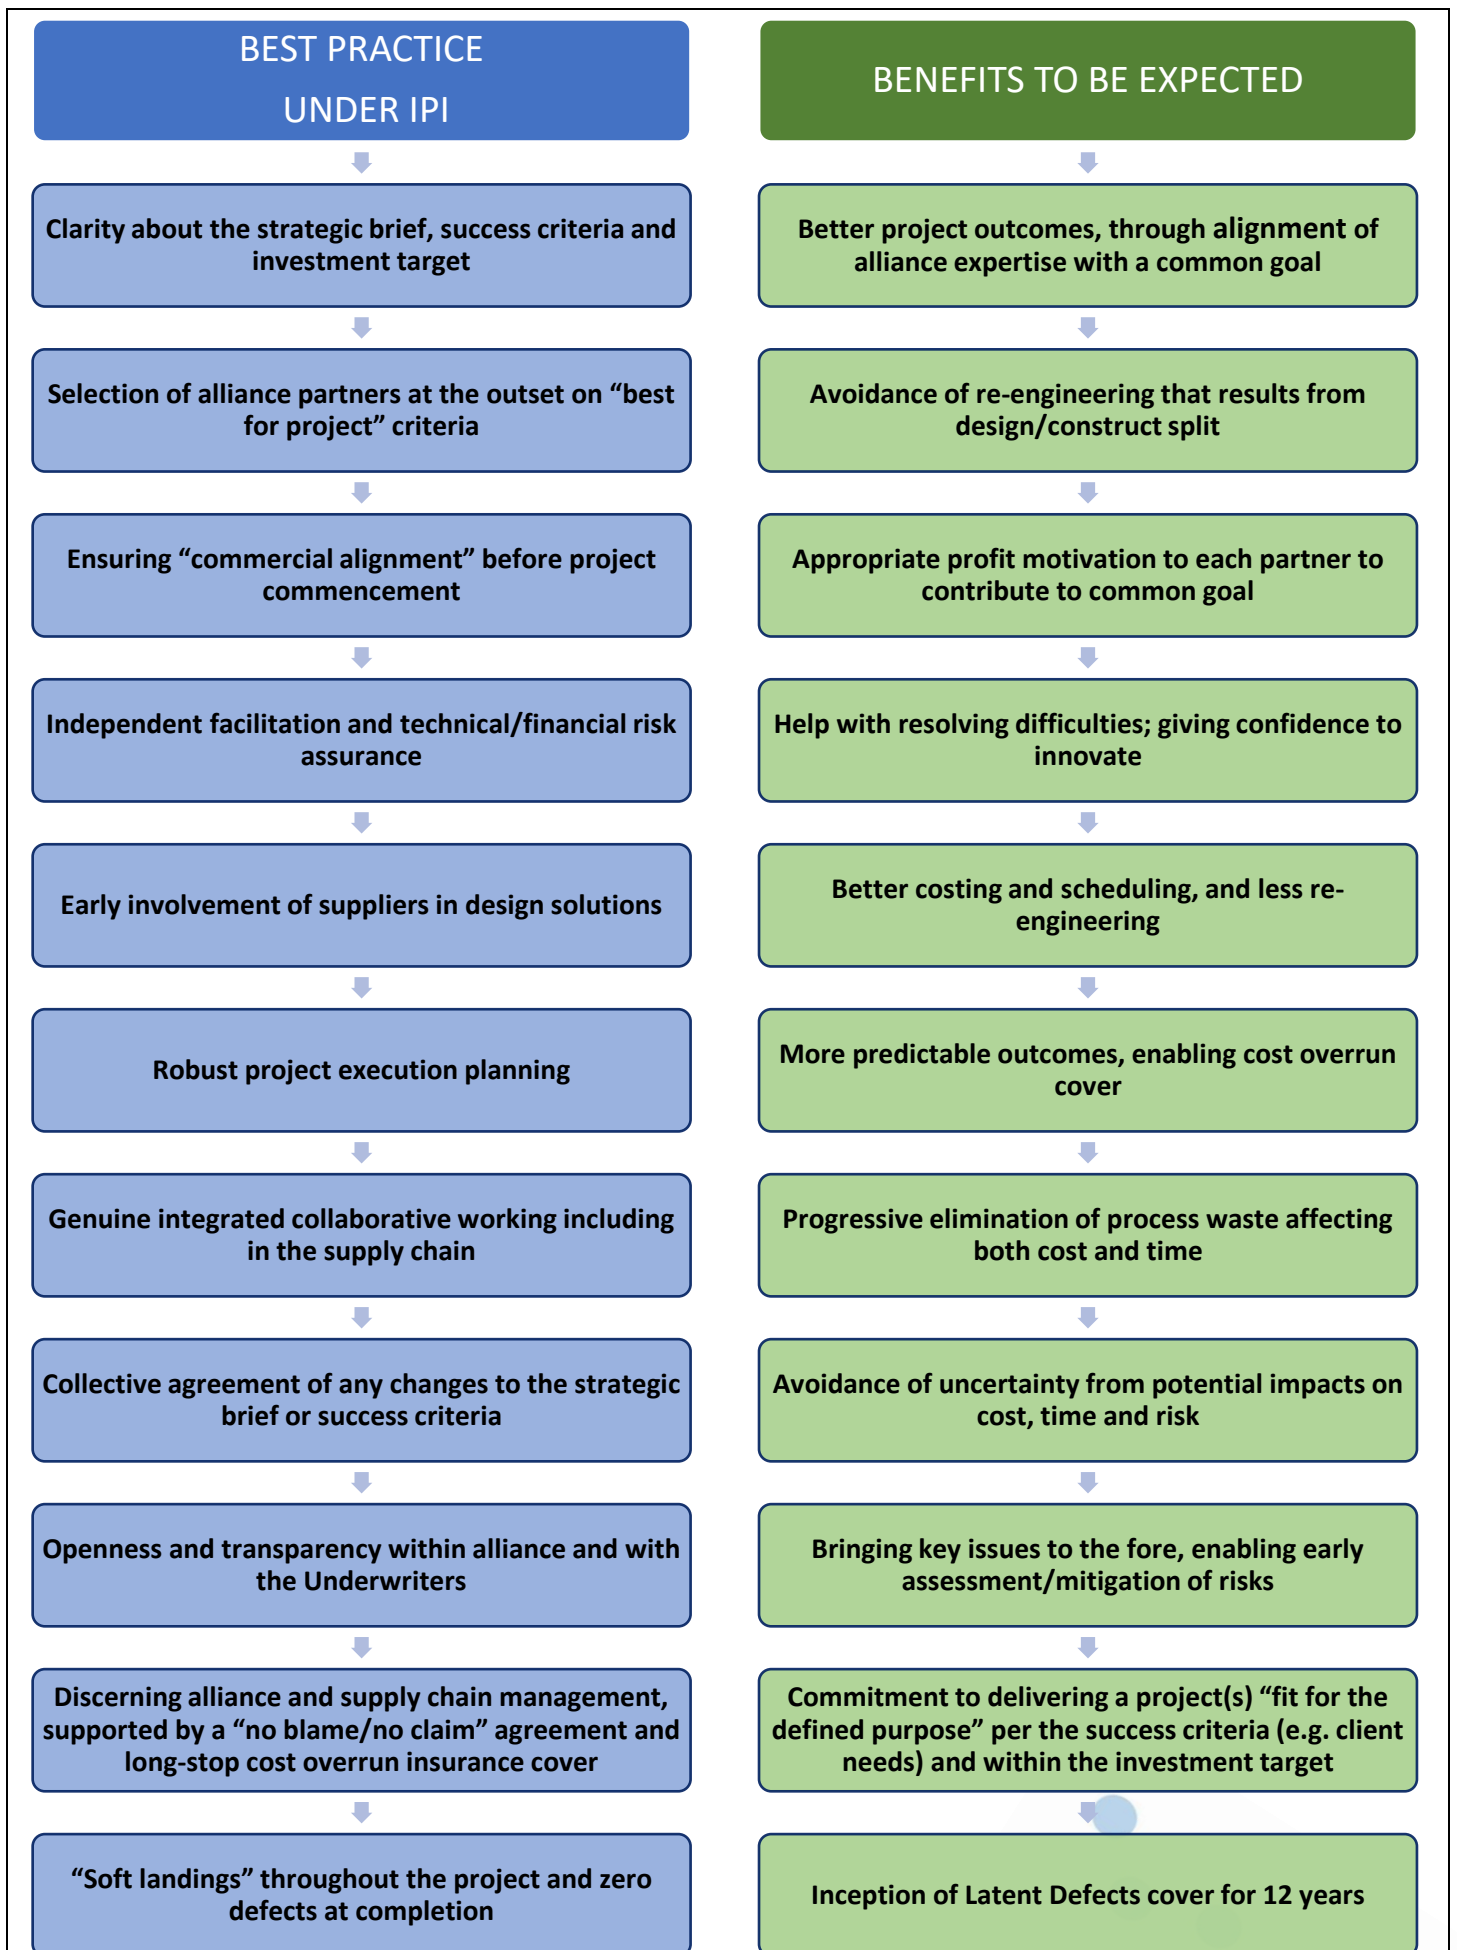 BEST PRACTICE
UNDER IPI
BENEFITS TO BE EXPECTED
Clarity about the strategic brief, success criteria and
investment target
Better project outcomes, through alignment of
alliance expertise with a common goal
Selection of alliance partners at the outset on “best
for project” criteria
Avoidance of re-engineering that results from
design/construct split
Ensuring “commercial alignment” before project
commencement
Appropriate profit motivation to each partner to
contribute to common goal
Independent facilitation and technical/financial risk
assurance
Help with resolving difficulties; giving confidence to
innovate
Early involvement of suppliers in design solutions
Better costing and scheduling, and less re-
engineering
Robust project execution planning
More predictable outcomes, enabling cost overrun
cover
Genuine integrated collaborative working including
in the supply chain
Progressive elimination of process waste affecting
both cost and time
Collective agreement of any changes to the strategic
brief or success criteria
Avoidance of uncertainty from potential impacts on
cost, time and risk
Openness and transparency within alliance and with
the Underwriters
Bringing key issues to the fore, enabling early
assessment/mitigation of risks
Discerning alliance and supply chain management,
supported by a “no blame/no claim” agreement and
long-stop cost overrun insurance cover
Commitment to delivering a project(s) “fit for the
defined purpose” per the success criteria (e.g. client
needs) and within the investment target
“Soft landings” throughout the project and zero
defects at completion
Inception of Latent Defects cover for 12 years